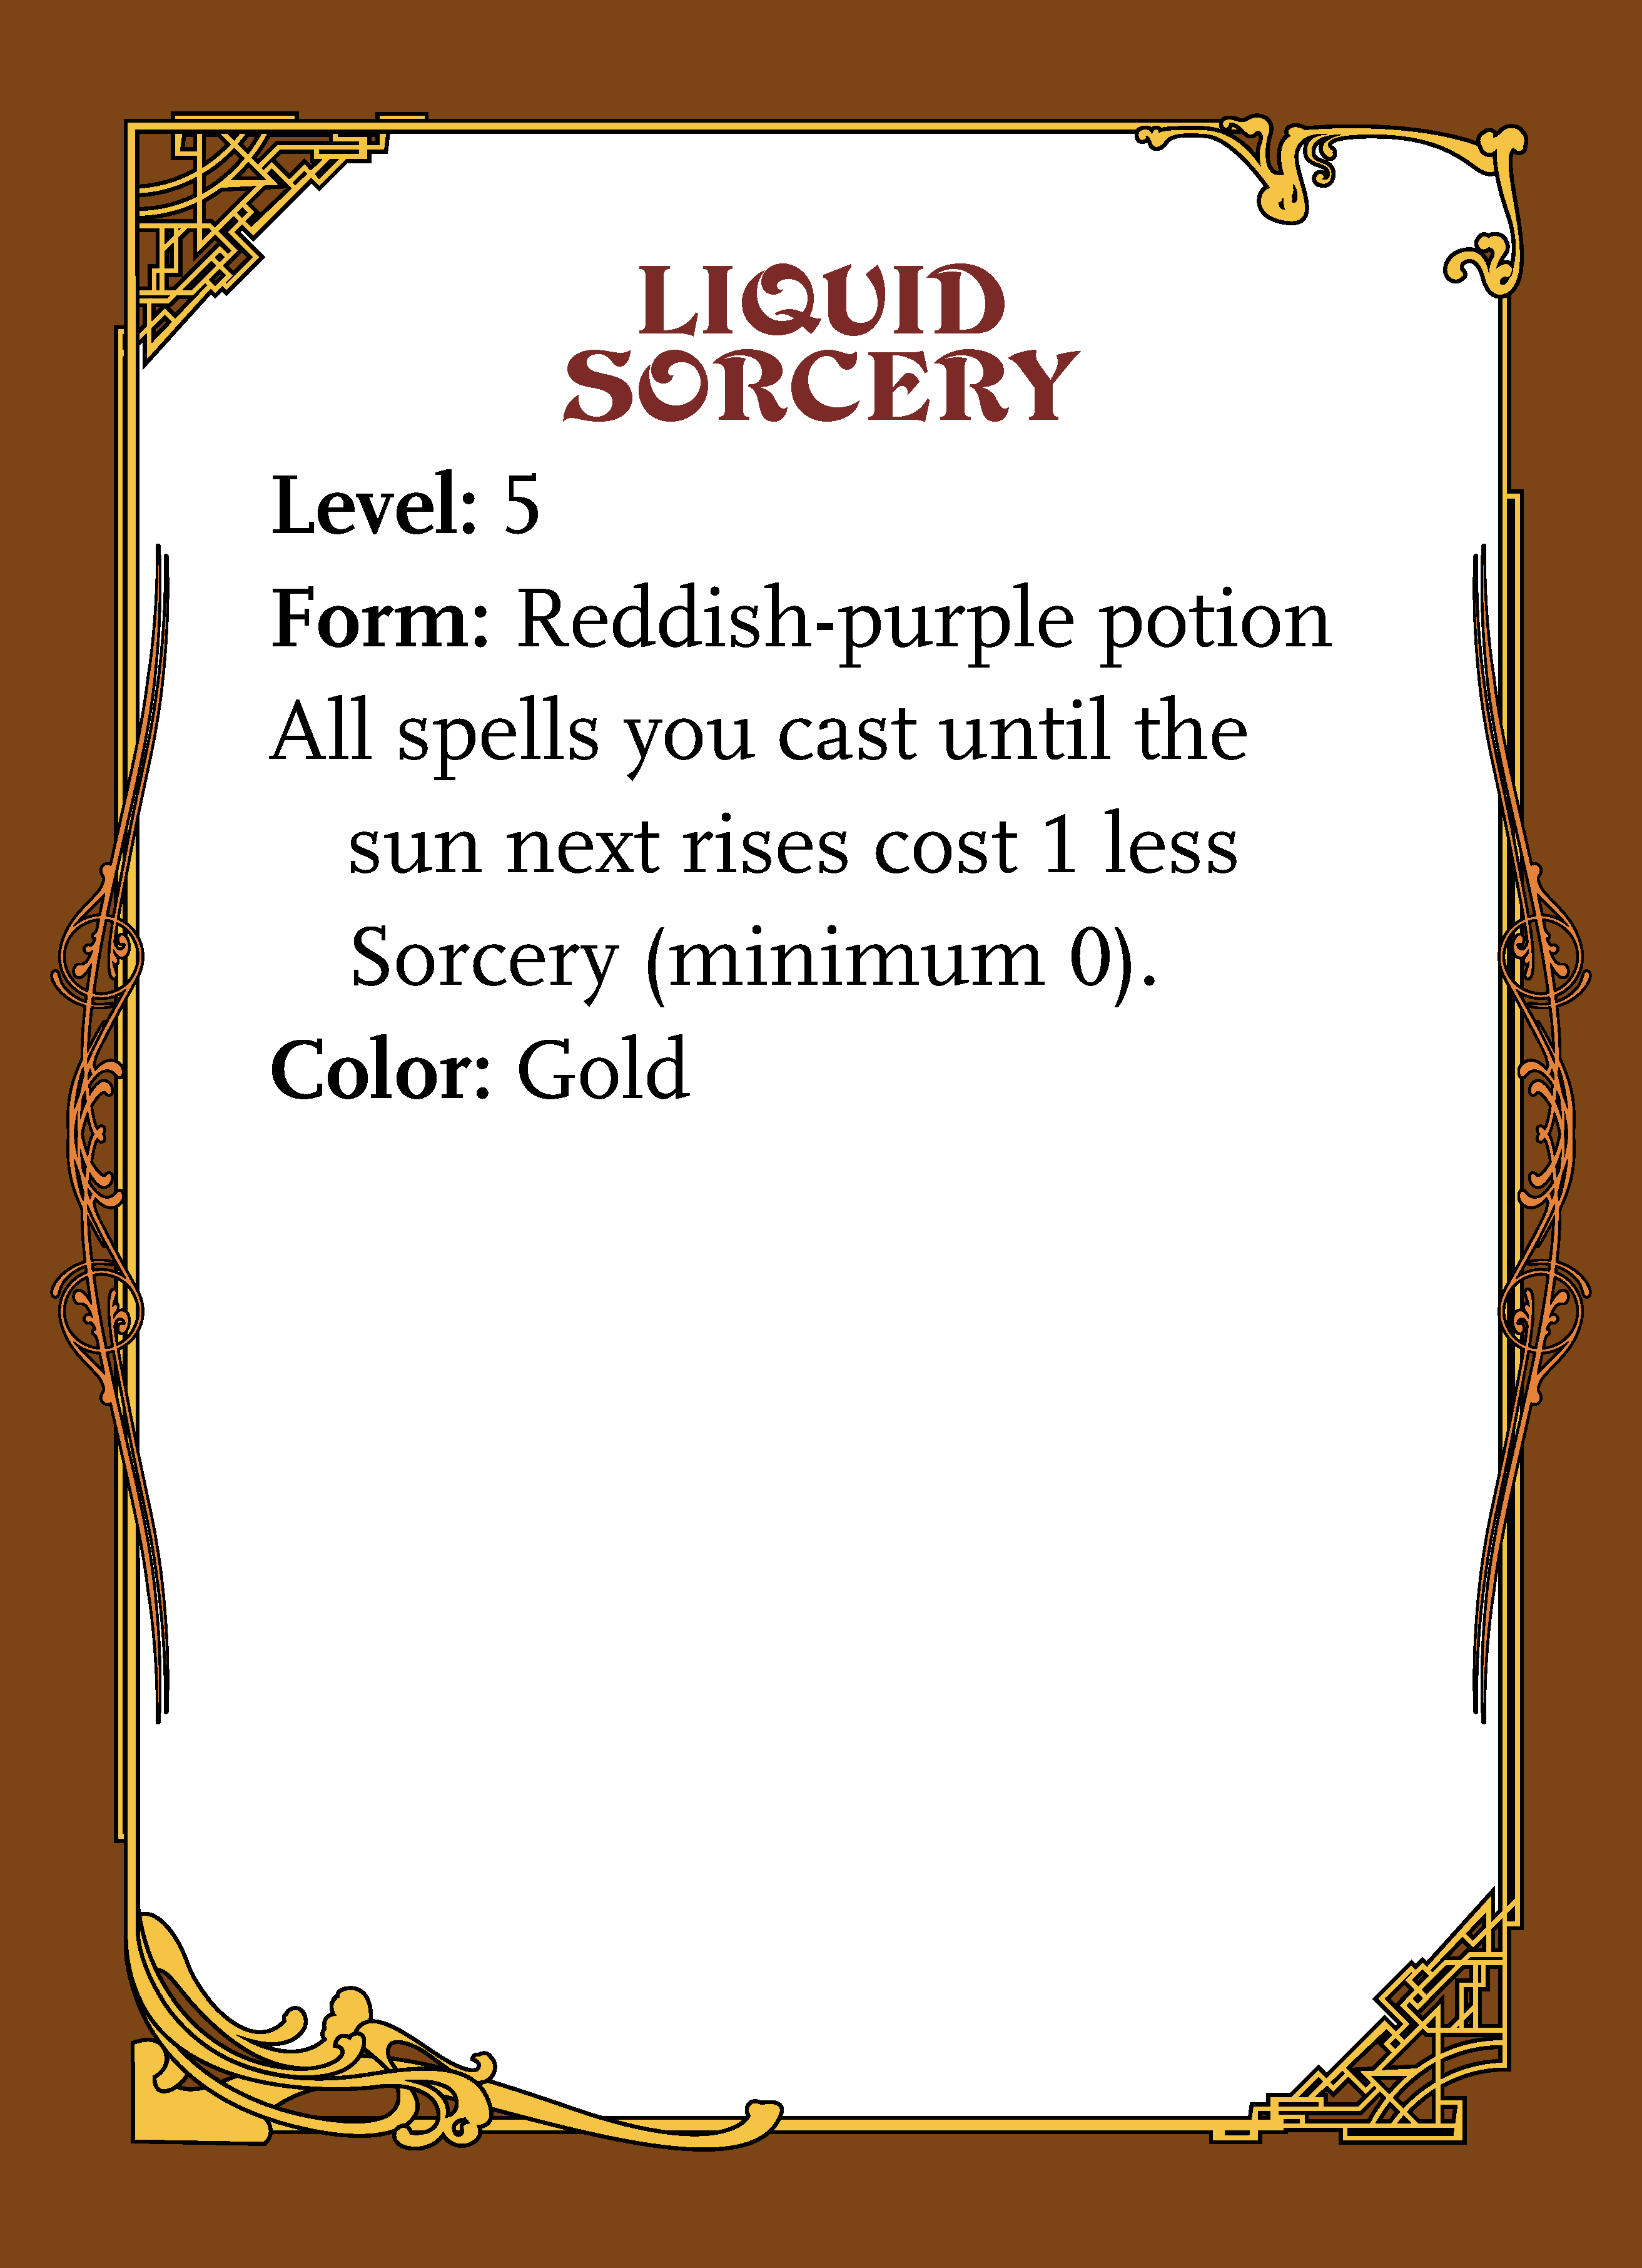 LIQUID
SORCERY
Level: 5
Form: Reddish-purple potion
All spells you cast until the
sun next rises cost 1 less
Sorcery (minimum 0).
Color: Gold